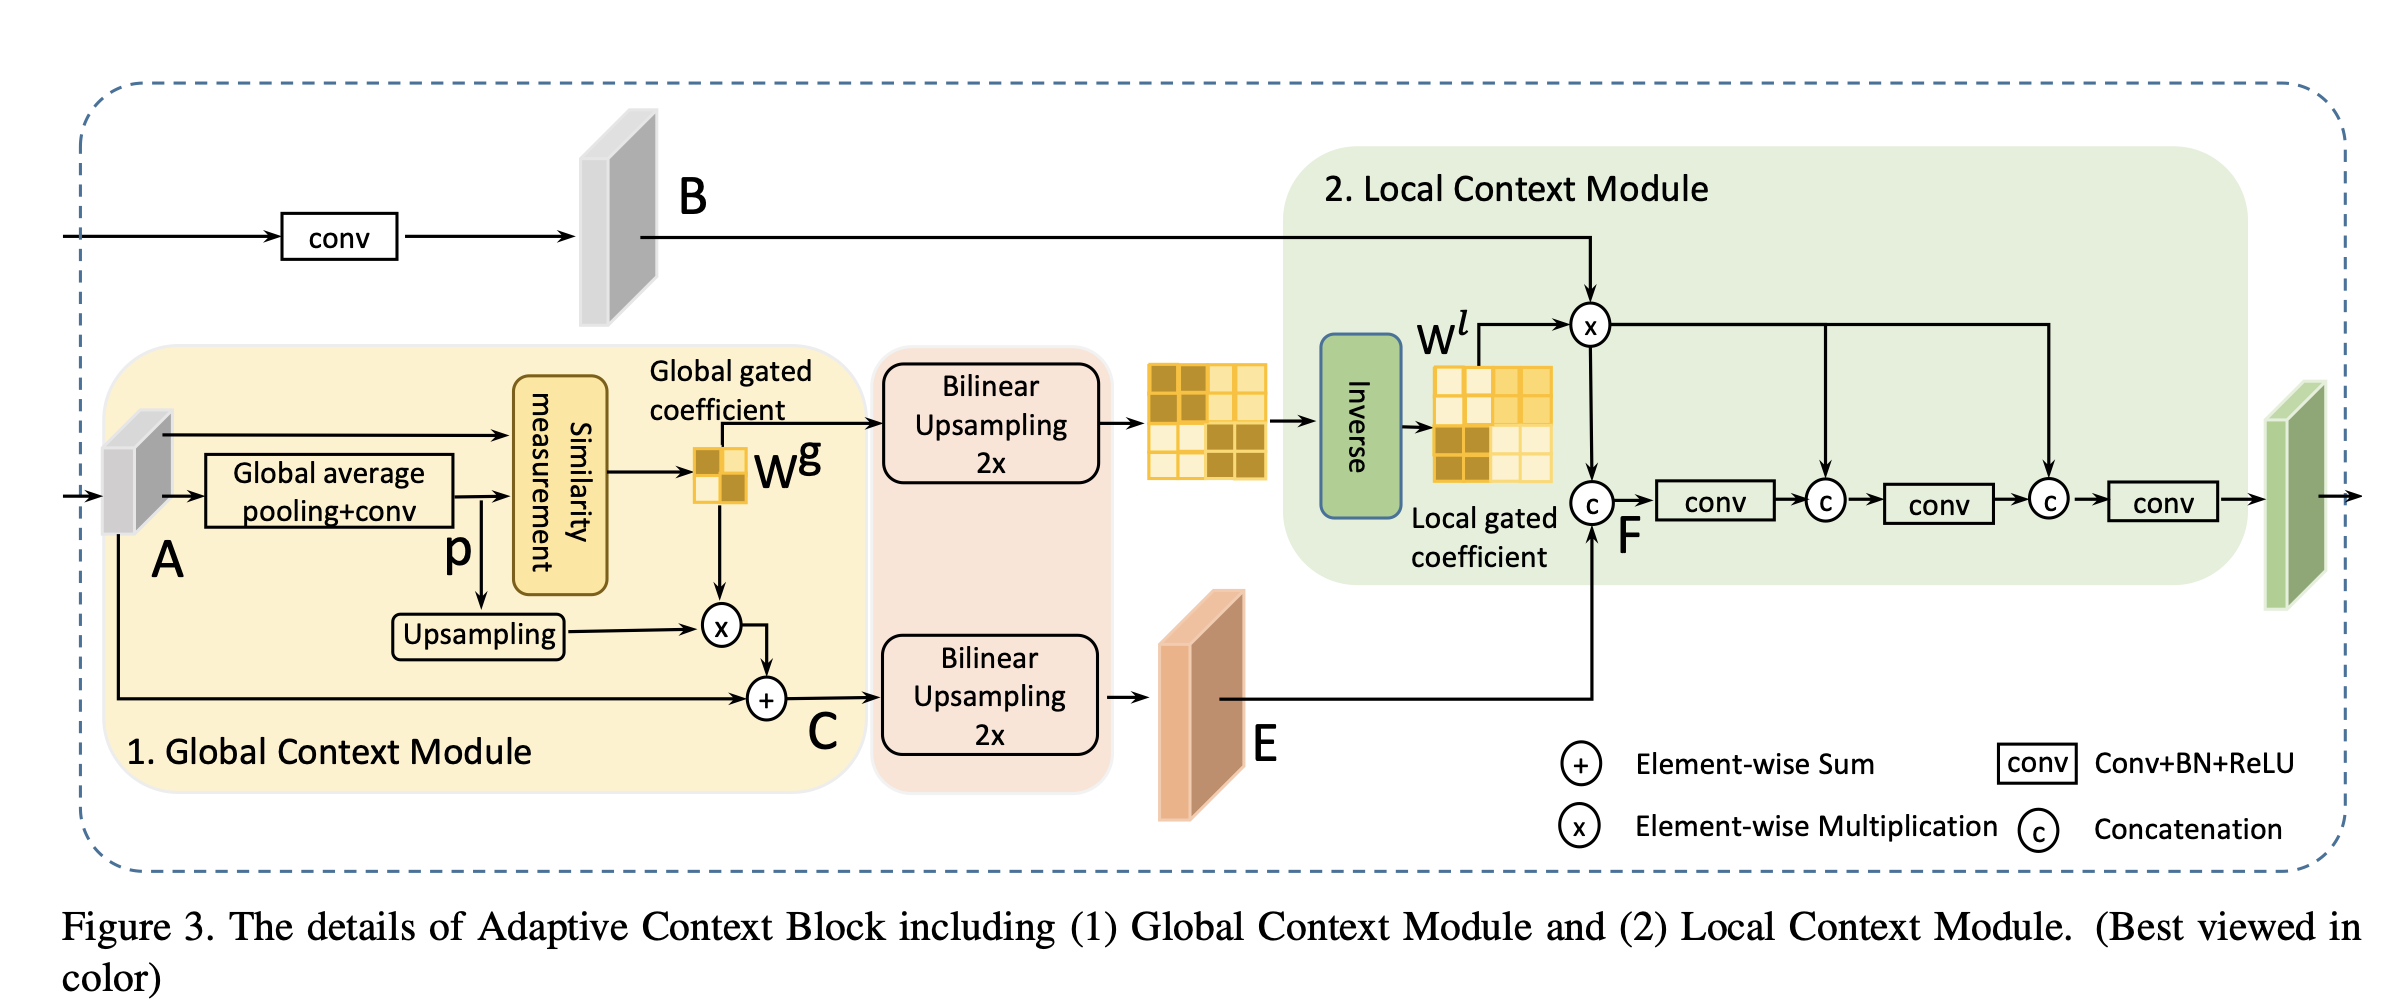 conv
B
2. Local Context Module
Global gated
coefficient
W^g
Similarity
measurement
Global average
pooling+conv
A
p
Upsampling
x
+
C
1. Global Context Module
Bilinear
Upsampling
2x
Bilinear
Upsampling
2x
E
Inverse
W^l
x
Local gated
coefficient
c
F
conv
c
conv
c
conv
+ Element-wise Sum
conv Conv+BN+ReLU
x Element-wise Multiplication
c Concatenation
Figure 3. The details of Adaptive Context Block including (1) Global Context Module and (2) Local Context Module. (Best viewed in
color)